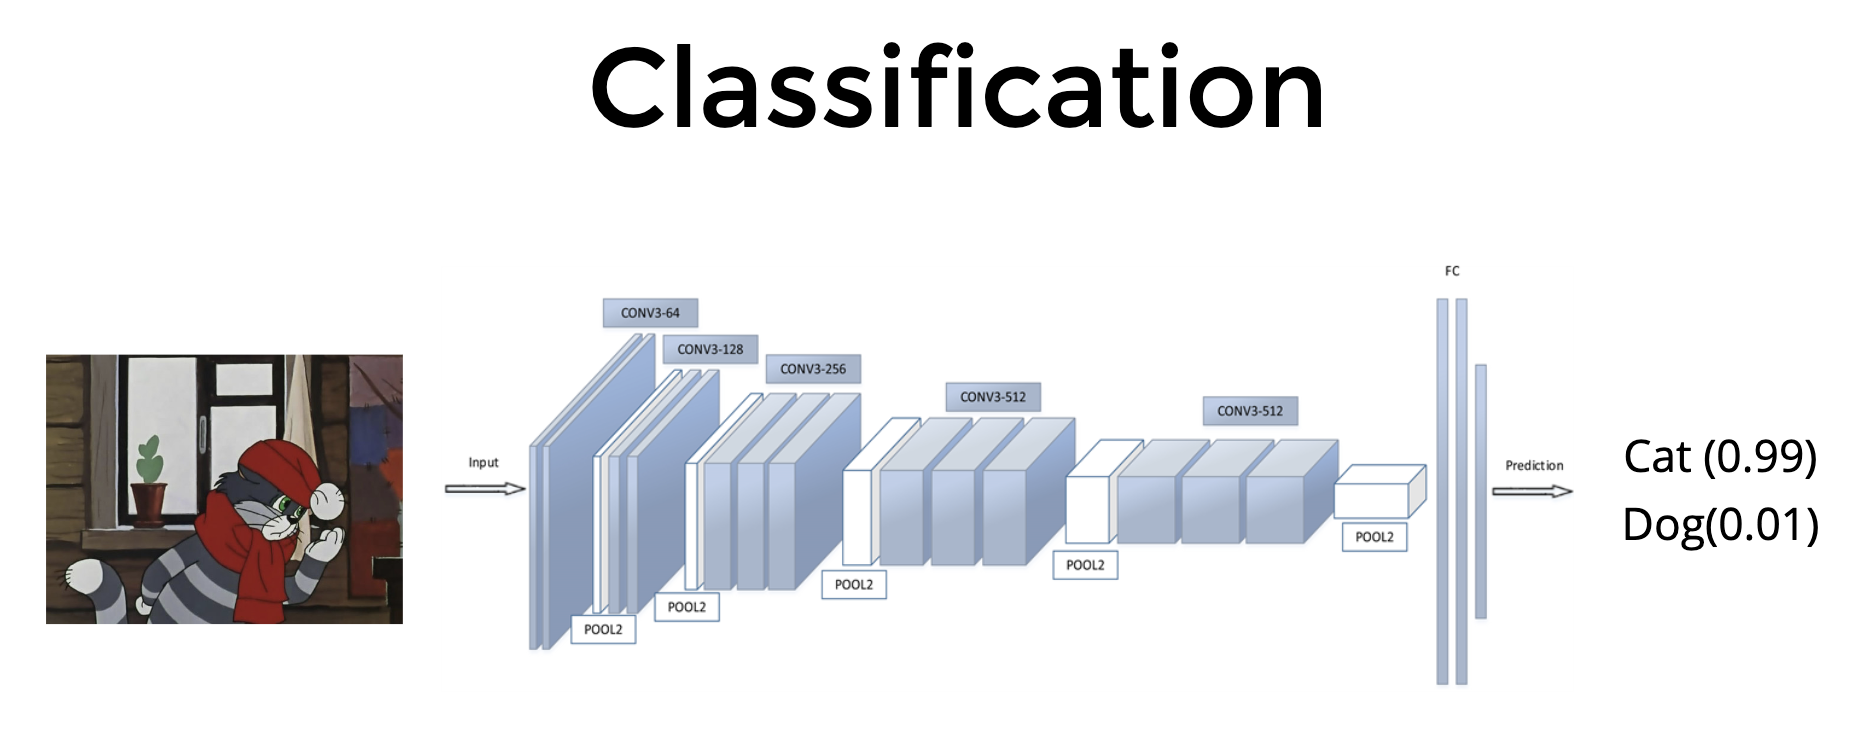 Classification
FC
CONV3-64
CONV3-128
CONV3-256
CONV3-512
CONV3-512
Input
Prediction
Cat (0.99)
Dog(0.01)
POOL2
POOL2
POOL2
POOL2
POOL2